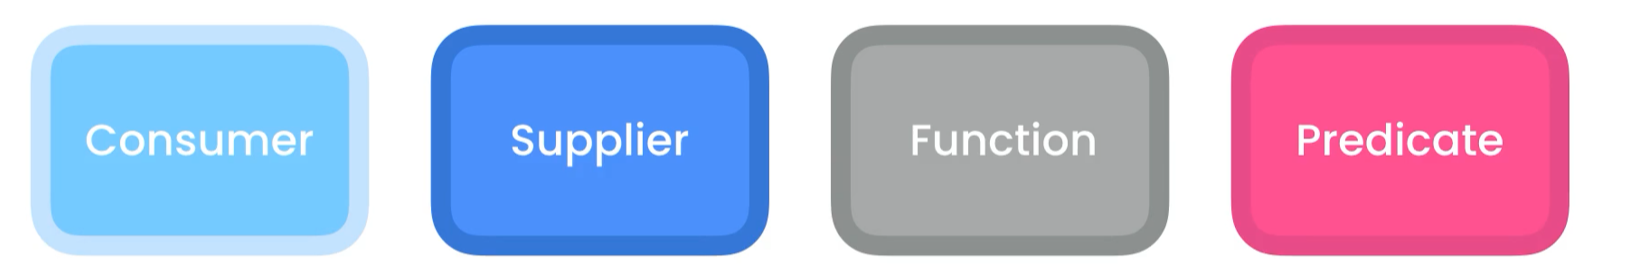 Consumer
Supplier
Function
Predicate